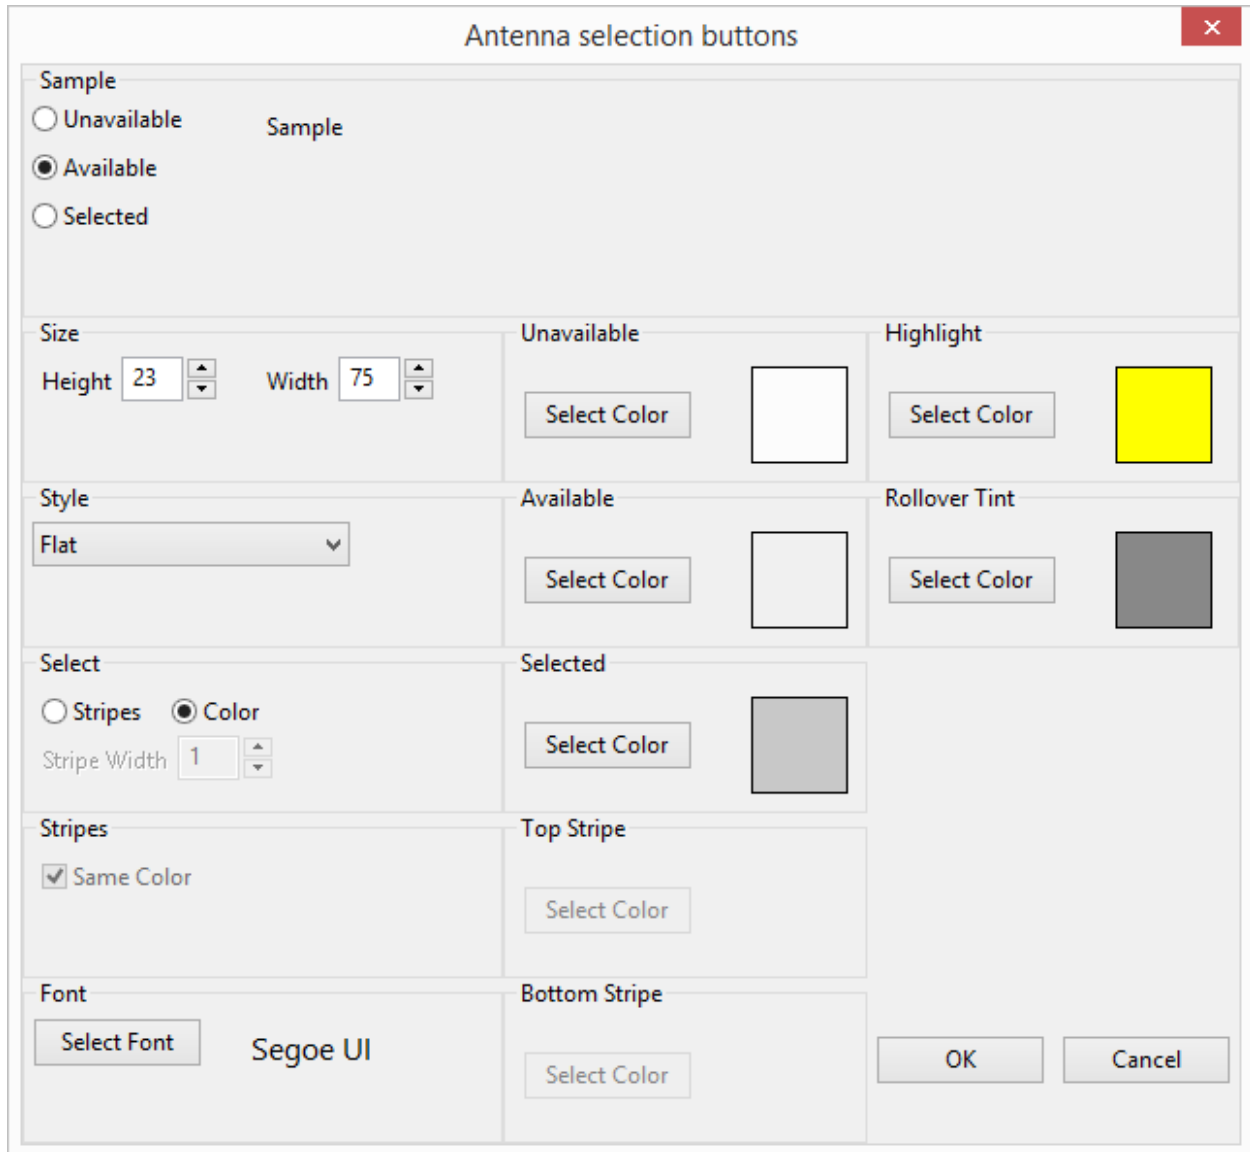 Antenna selection buttons
Sample
Unavailable
Sample
Available
Selected
Size
Height 23 Width 75
Unavailable
Select Color
Highlight
Select Color
Style
Flat
Available
Select Color
Rollover Tint
Select Color
Select
Stripes Color
Stripe Width 1
Selected
Select Color
Stripes
Same Color
Top Stripe
Select Color
Font
Select Font Segoe UI
Bottom Stripe
Select Color
OK
Cancel